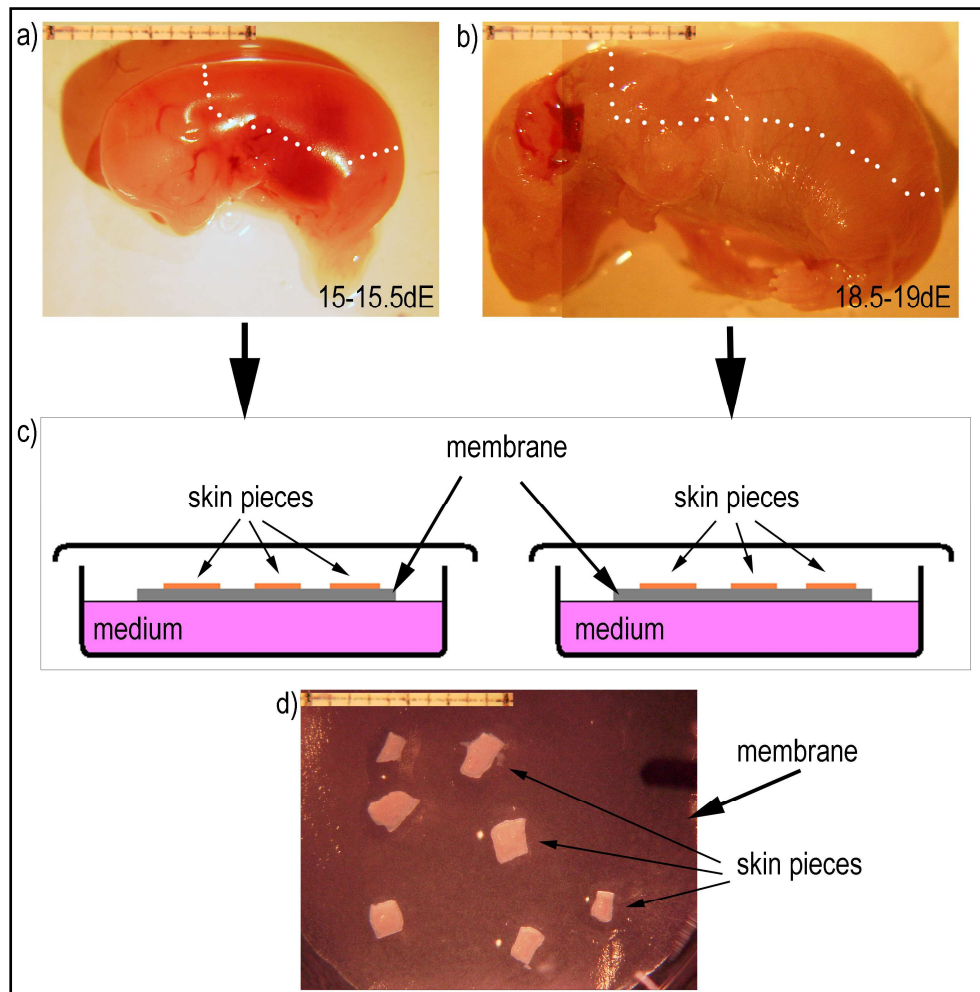 a)
15-15.5dE
b)
18.5-19dE
c)
membrane
skin pieces
skin pieces
medium
medium
d)
membrane
skin pieces